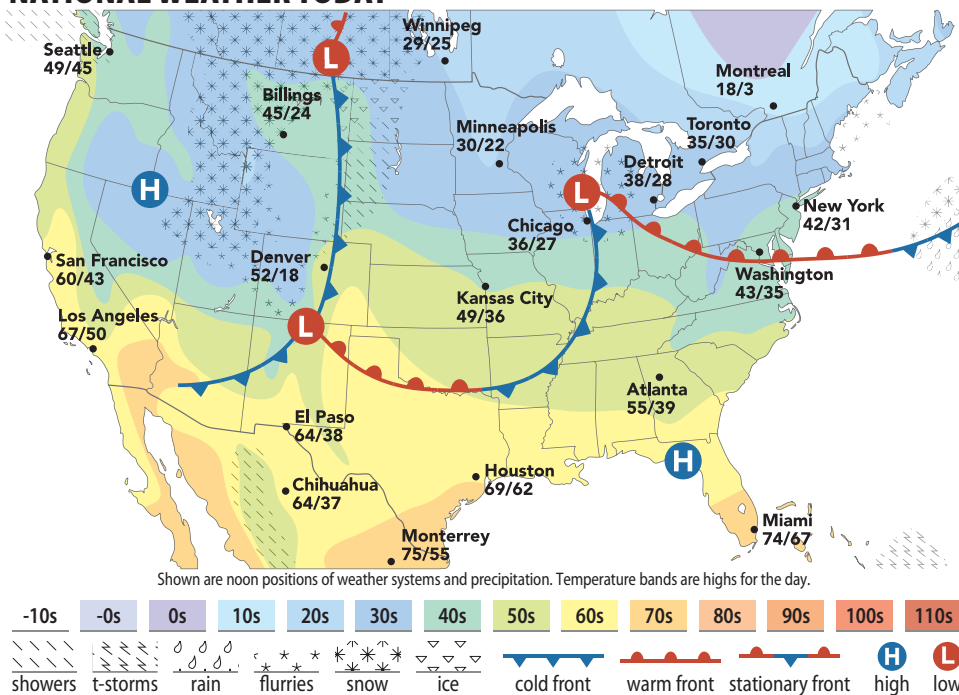 NATIONAL WEATHER TODAY
Winnipeg
29/25
Seattle
49/45
L
Montreal
18/3
Billings
45/24
Minneapolis
30/22
Toronto
35/30
Detroit
38/28
H
L
New York
42/31
Chicago
36/27
San Francisco
60/43
Denver
52/18
Washington
43/35
Kansas City
49/36
Los Angeles
67/50
L
Atlanta
55/39
El Paso
64/38
H
Houston
69/62
Chihuahua
64/37
Miami
74/67
Monterrey
75/55
Shown are noon positions of weather systems and precipitation. Temperature bands are highs for the day.
-10s -0s 0s 10s 20s 30s 40s 50s 60s 70s 80s 90s 100s 110s
H L
showers t-storms rain flurries snow ice cold front warm front stationary front high low